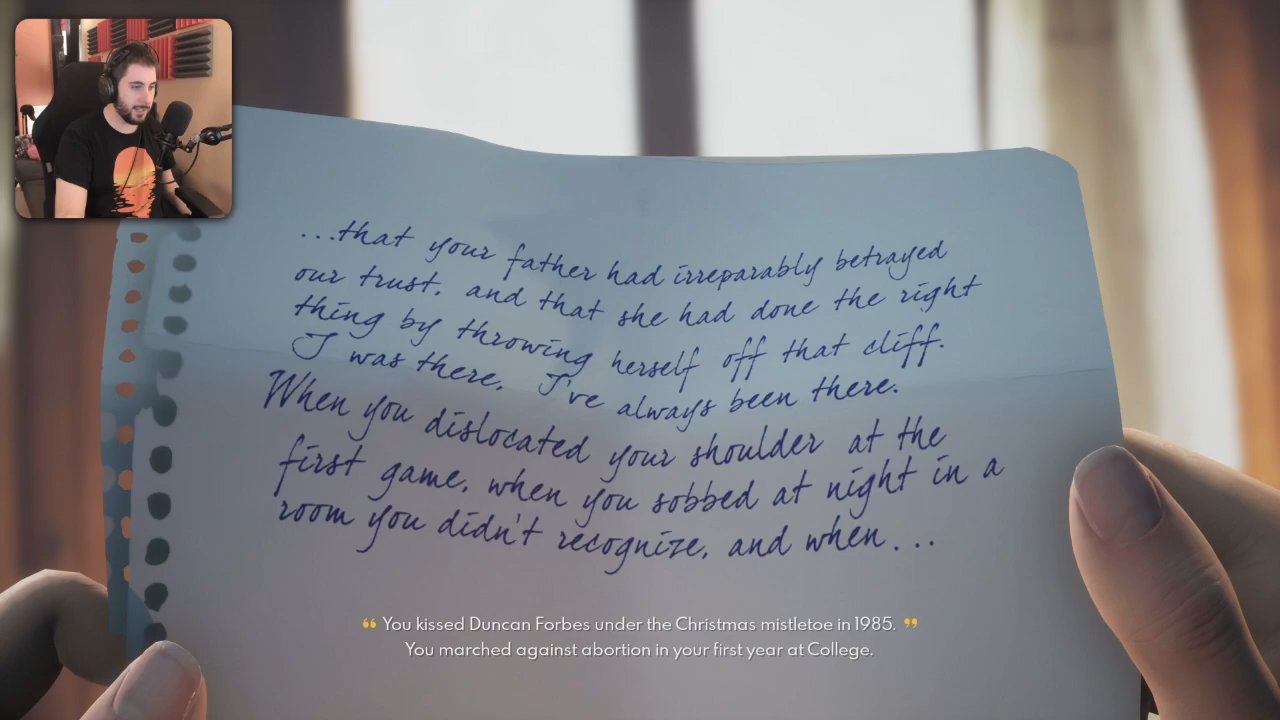 ...that your father had irreparably betrayed
our trust, and that she had done the right
thing by throwing herself off that cliff.
I was there, I've always been there.
When you dislocated your shoulder at the
first game, when you sobbed at night in a
room you didn't recognize, and when...
“ You kissed Duncan Forbes under the Christmas mistletoe in 1985. ”
You marched against abortion in your first year at College.